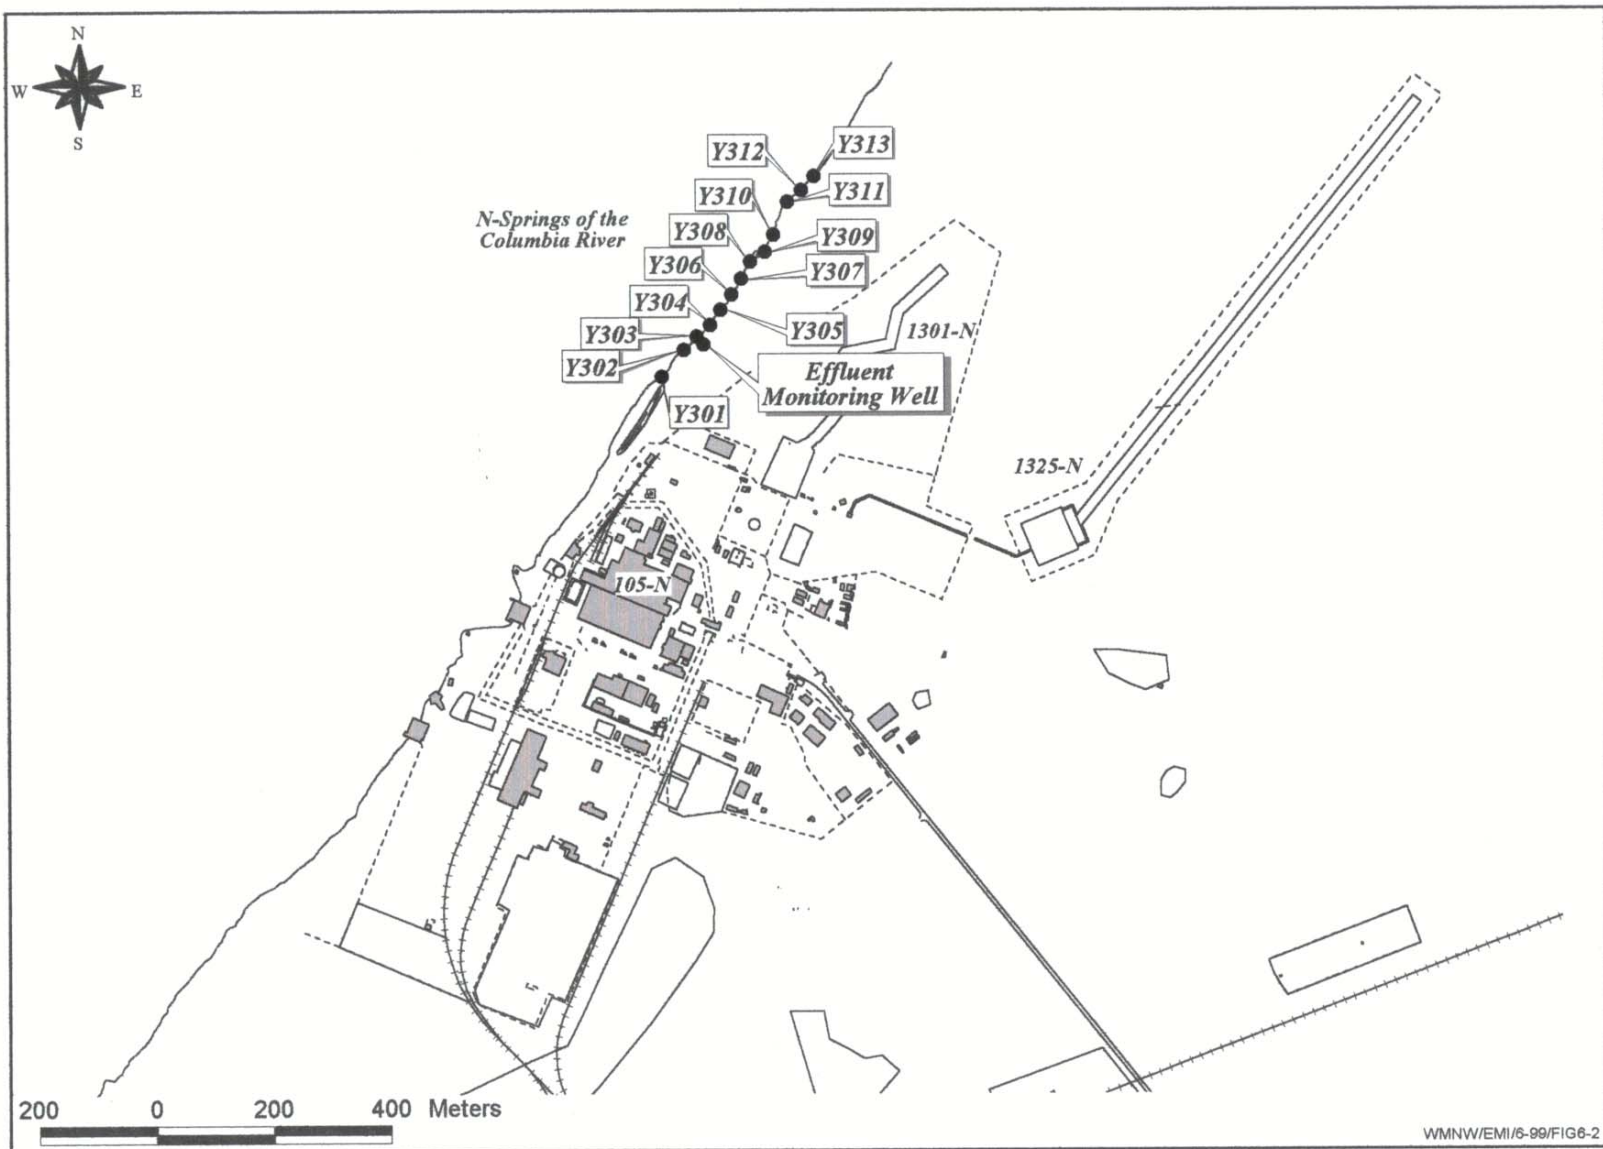 N
W E
S
Y313
Y312
Y311
Y310
N-Springs of the
Columbia River
Y308
Y309
Y306
Y307
Y304
Y305
1301-N
Y303
Y302
Effluent
Monitoring Well
Y301
1325-N
105-N
200 0 200 400 Meters
WMNW/EMI/6-99/FIG6-2